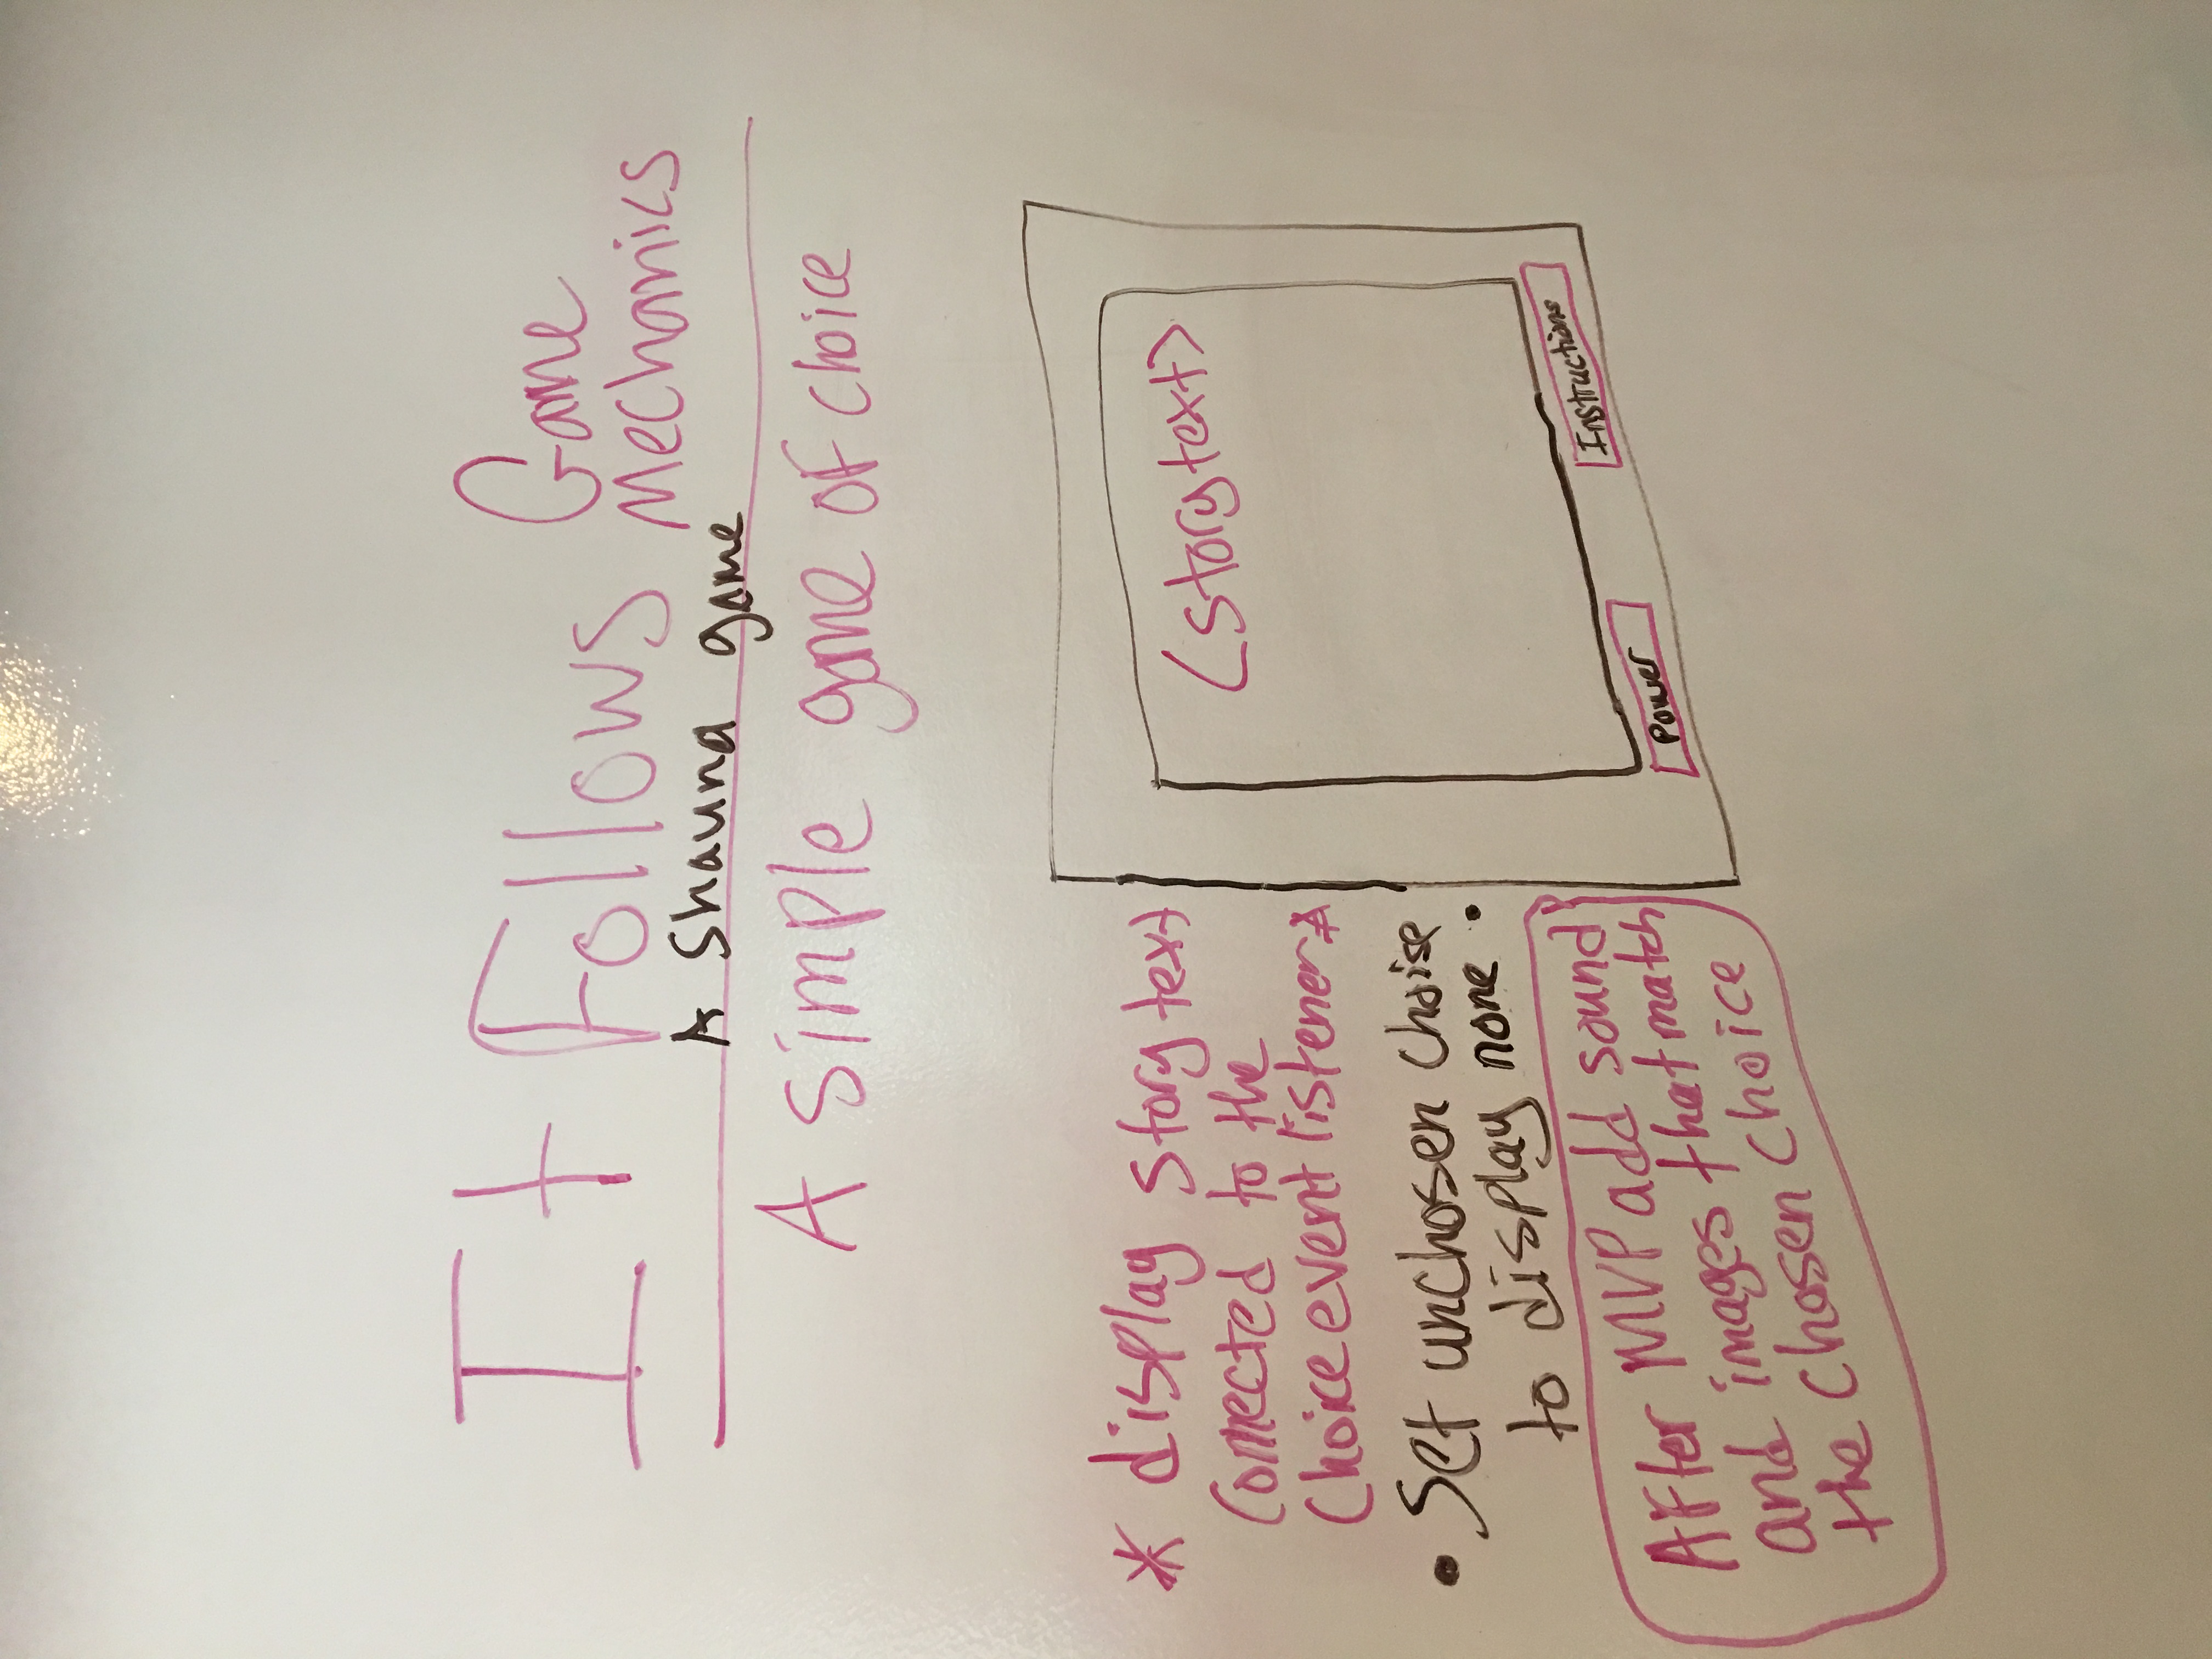 It Follows Game
Mechanics
A Shauna game
A simple game of choice
* display story text
connected to the
choice event listener *
• Set unchosen choise
to display none •
After MVP add sound
and images that match
the chosen choice
<story text>
Instructions
Power